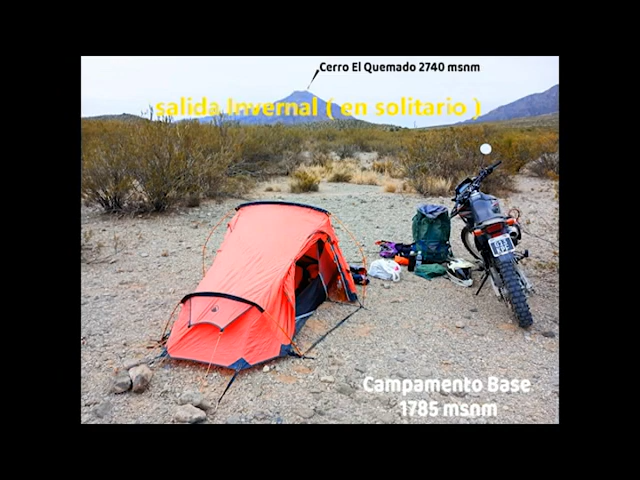 Cerro El Quemado 2740 msnm
salida Invernal ( en solitario )
Campamento Base
1785 msnm